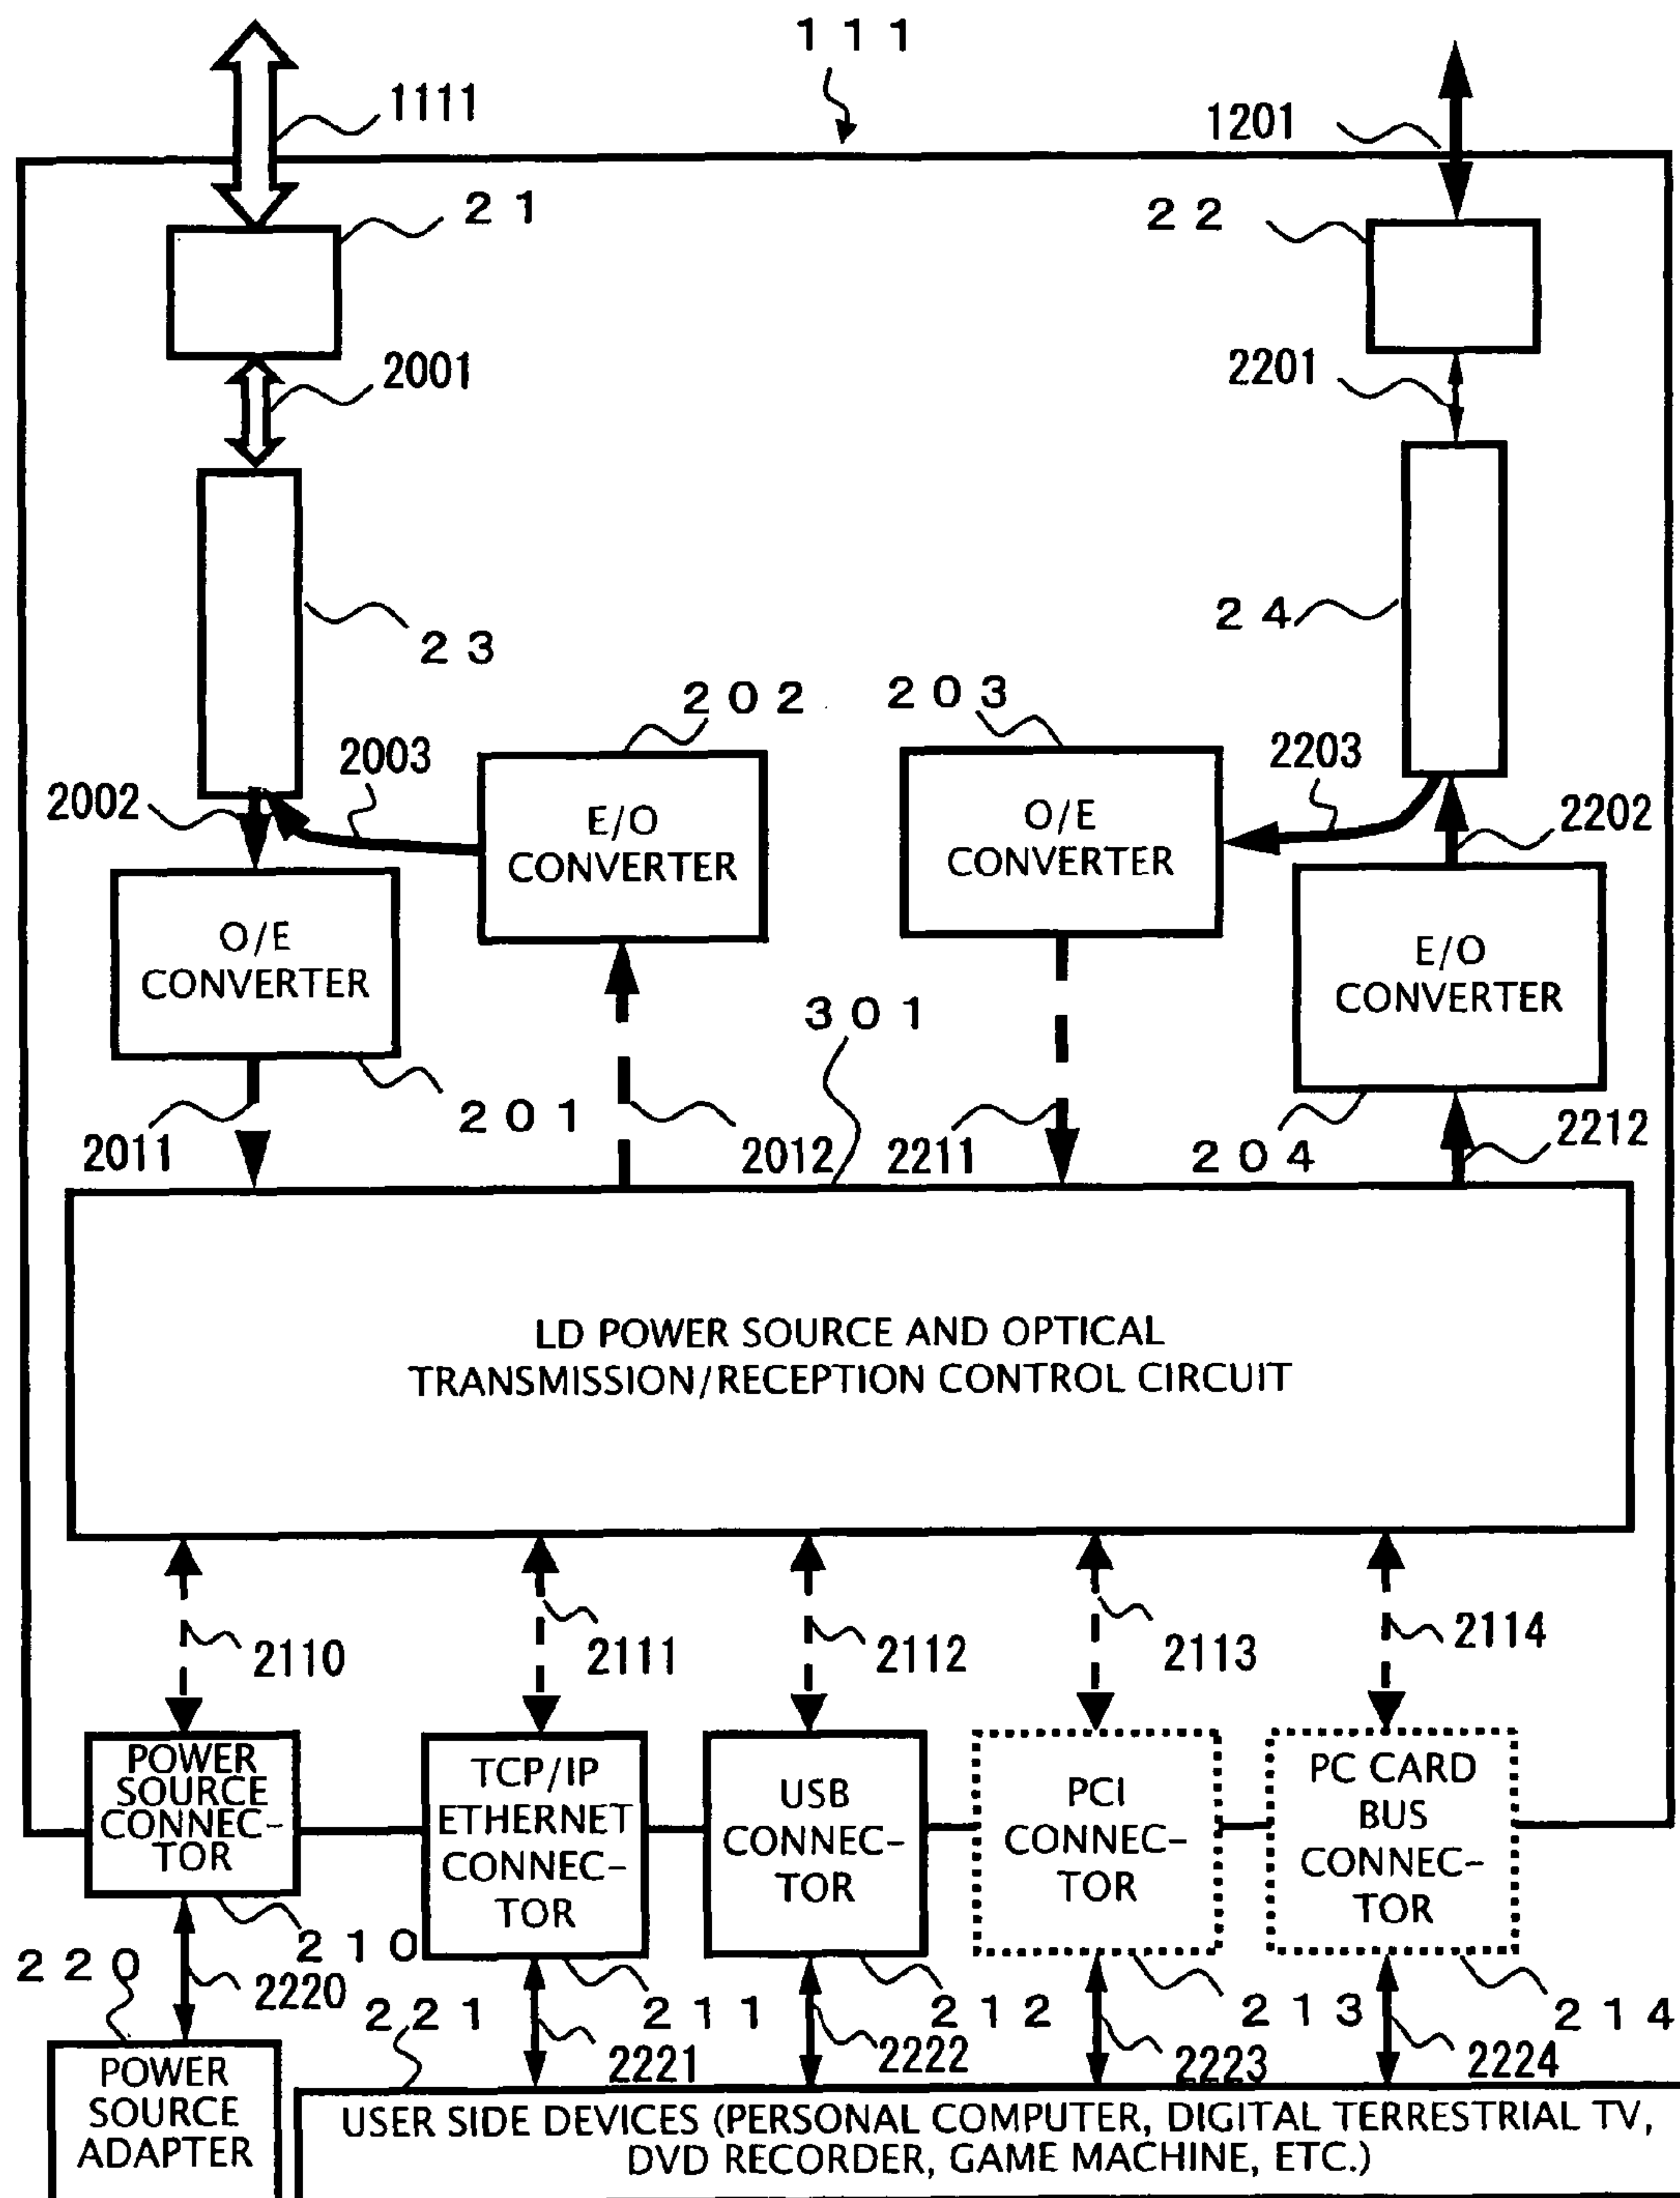 111
1111
1201
21
22
2001
2201
23
24
202
203
2003
2203
2002
2202
E/O
CONVERTER
O/E
CONVERTER
O/E
CONVERTER
E/O
CONVERTER
301
201
2011
2012
2211
204
2212
LD POWER SOURCE AND OPTICAL
TRANSMISSION/RECEPTION CONTROL CIRCUIT
2110
2111
2112
2113
2114
POWER
SOURCE
CONNEC-
TOR
TCP/IP
ETHERNET
CONNEC-
TOR
USB
CONNEC-
TOR
PCI
CONNEC-
TOR
PC CARD
BUS
CONNEC-
TOR
220
210
2220
221
211
212
213
214
2221
2222
2223
2224
POWER
SOURCE
ADAPTER
USER SIDE DEVICES (PERSONAL COMPUTER, DIGITAL TERRESTRIAL TV,
DVD RECORDER, GAME MACHINE, ETC.)